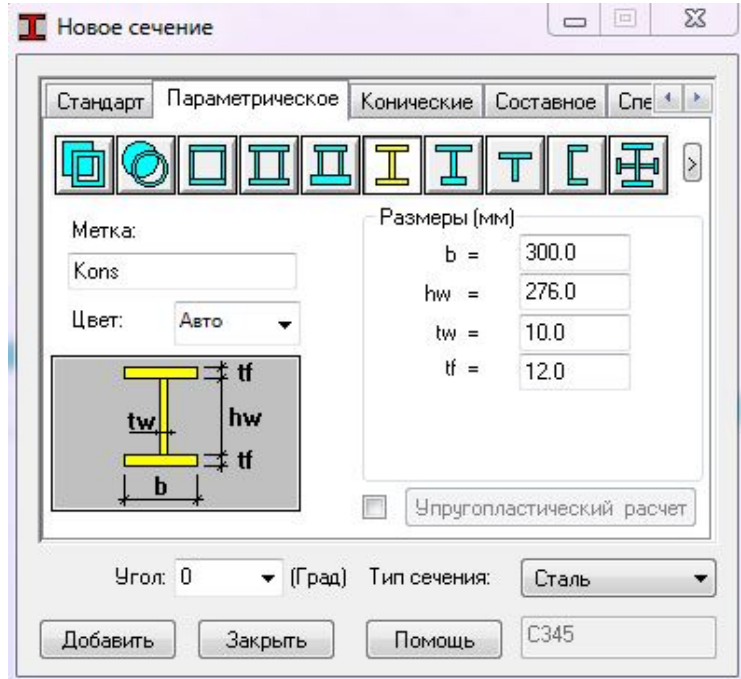 Новое сечение
Стандарт Параметрическое Конические Составное Спе
Метка:
Kons
Цвет: Авто
tf
tw hw
tf
b
Размеры (мм)
b = 300.0
hw = 276.0
tw = 10.0
tf = 12.0
Упругопластический расчет
Угол: 0 (Град) Тип сечения: Сталь
Добавить Закрыть Помощь С345